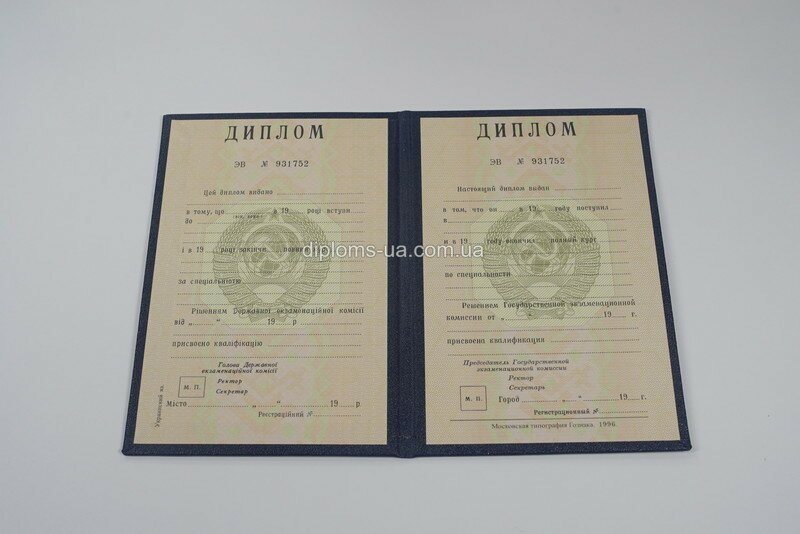 ДИПЛОМ
ЭВ № 931752
Цей диплом видано
в тому, що в 19 році вступи
до
і в 19 році закінчи повний
за спеціальністю
Рішенням Державної екзаменаційної комісії
від „ “ 19 р
присвоєно кваліфікацію
Голова Державної
екзаменаційної комісії
Ректор
М. П.
Секретар
Місто „ “ 19 р.
Реєстраційний №
Украинский яз.
ДИПЛОМ
ЭВ № 931752
Настоящий диплом выдан
в том, что он в 19 году поступил
в
и в 19 году окончил полный курс
по специальности
Решением Государственной экзаменационной
комиссии от „ “ 19 г.
присвоена квалификация
Председатель Государственной
экзаменационной комиссии
Ректор
Секретарь
М. П.
Город „ “ 19 г.
Регистрационный №
Московская типография Гознака. 1996.
diploms-ua.com.ua